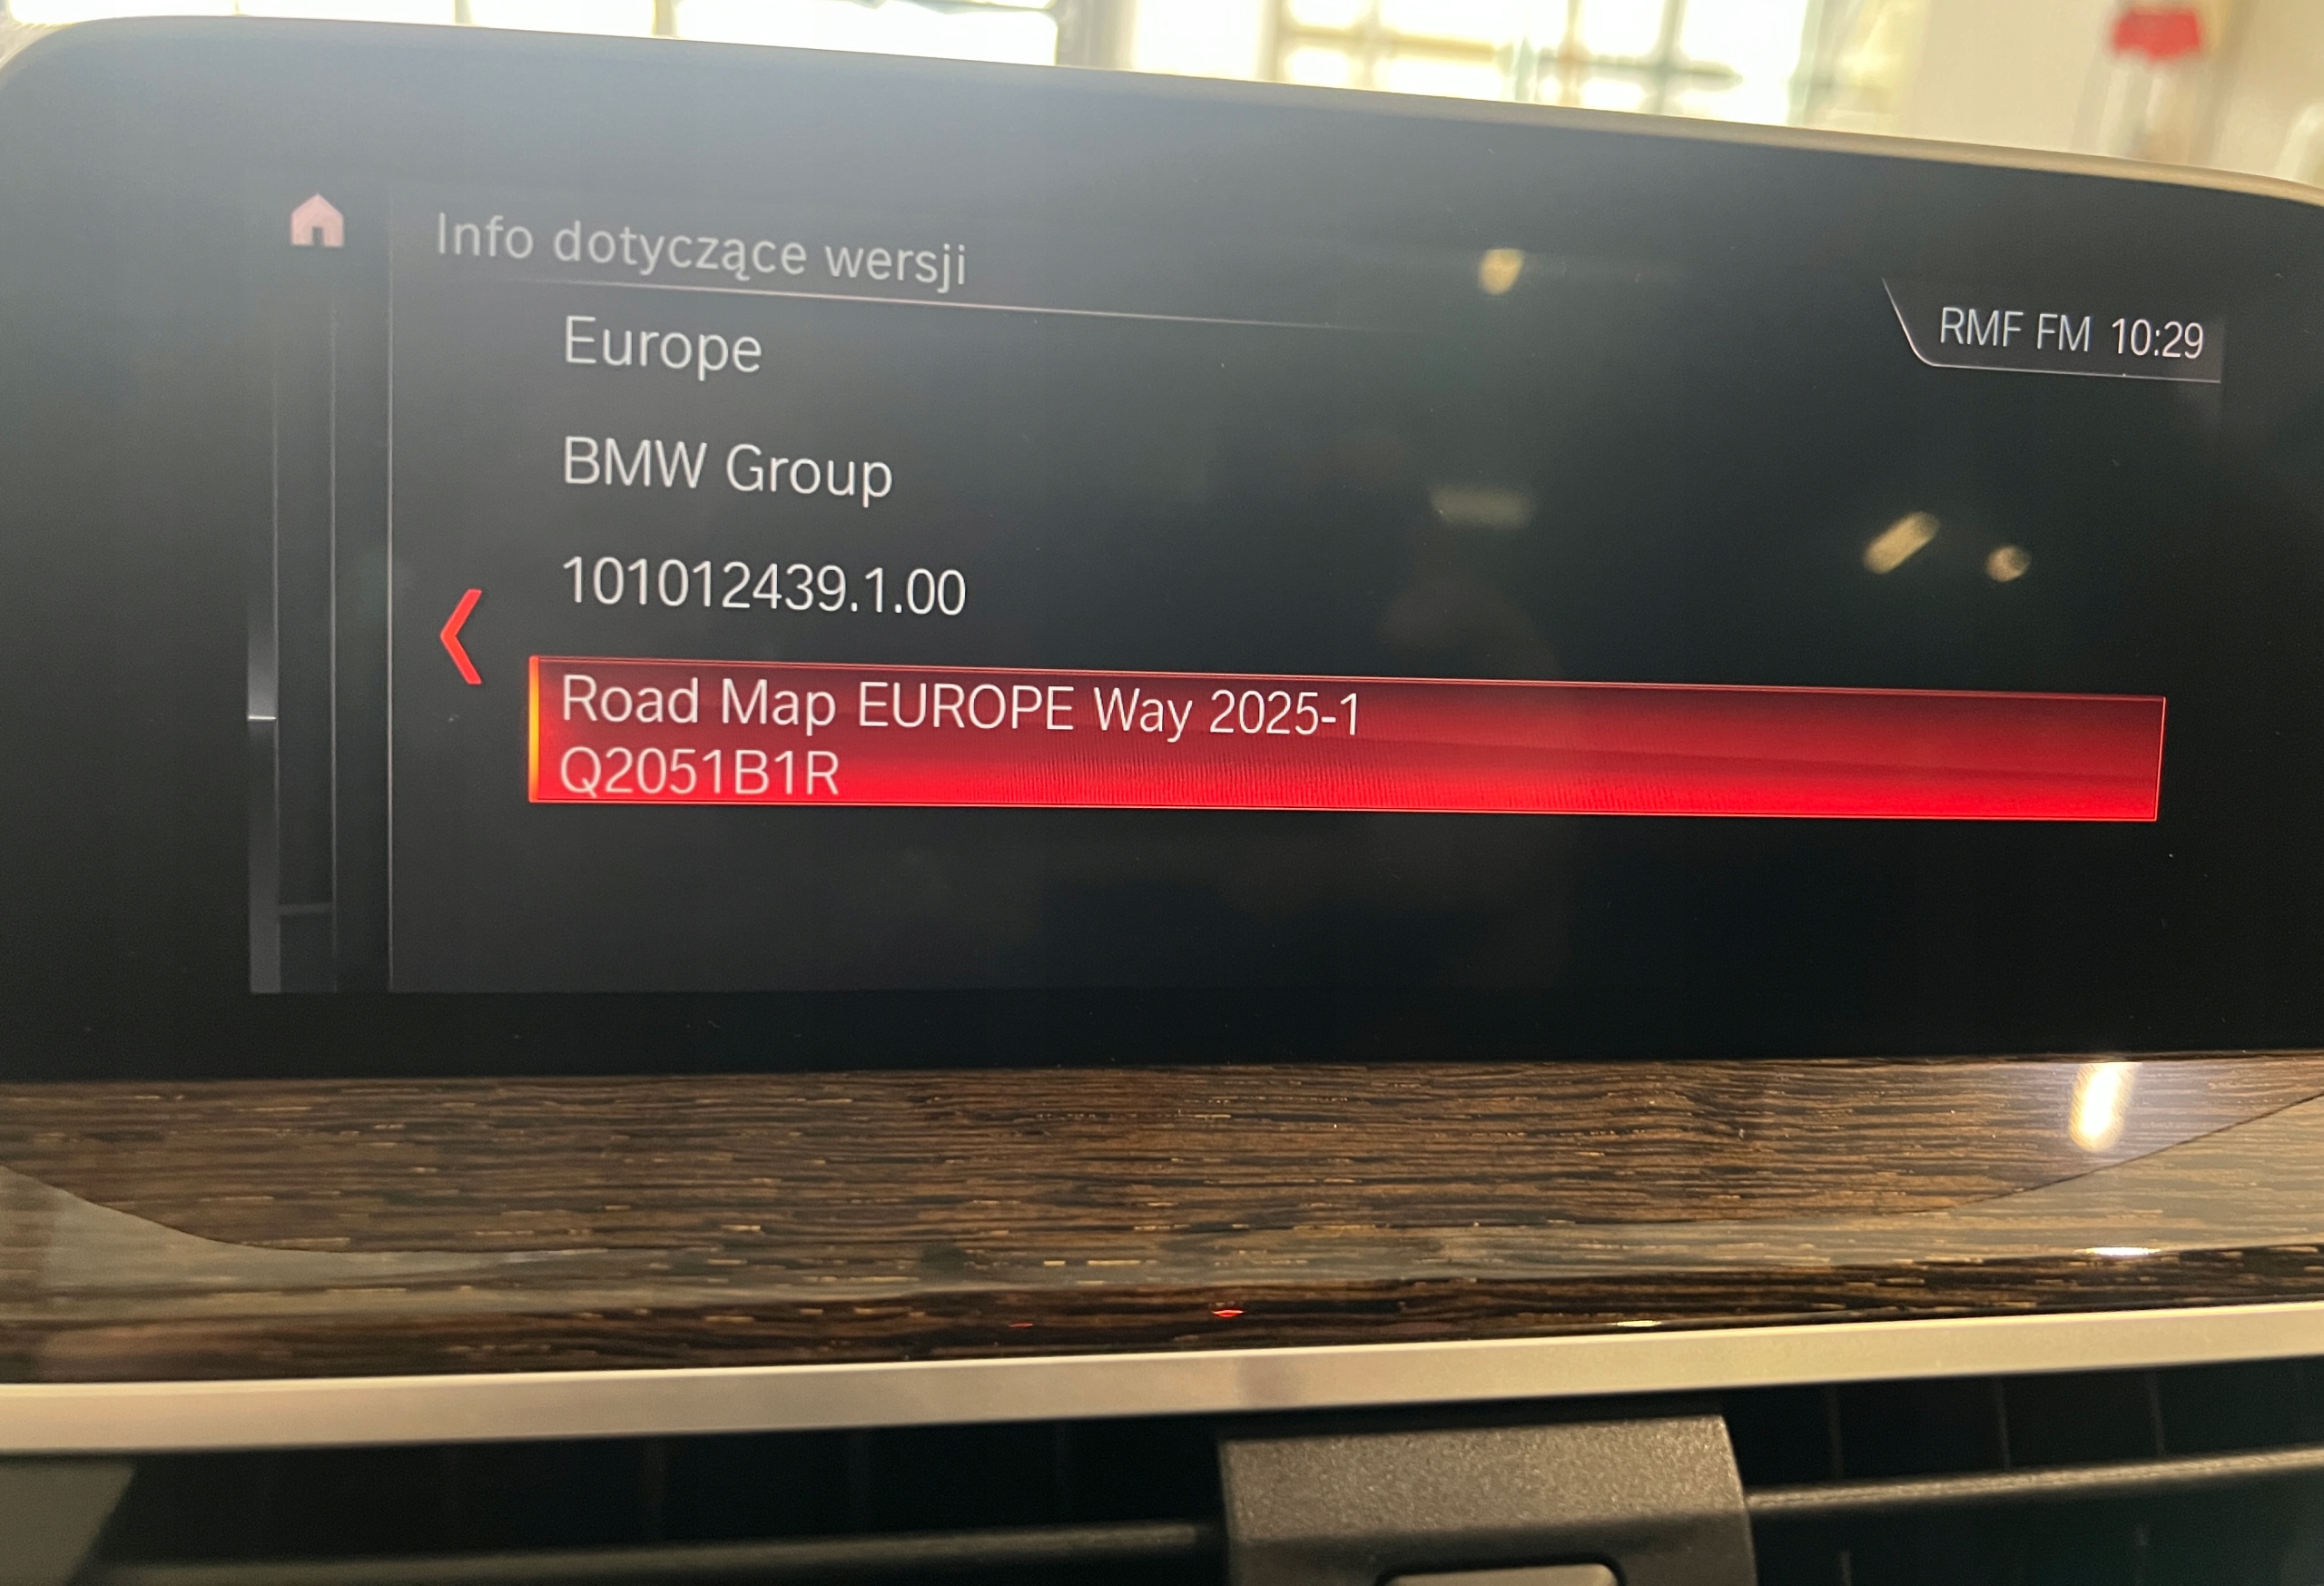 Info dotyczące wersji
RMF FM 10:29
Europe
BMW Group
101012439.1.00
Road Map EUROPE Way 2025-1
Q2051B1R